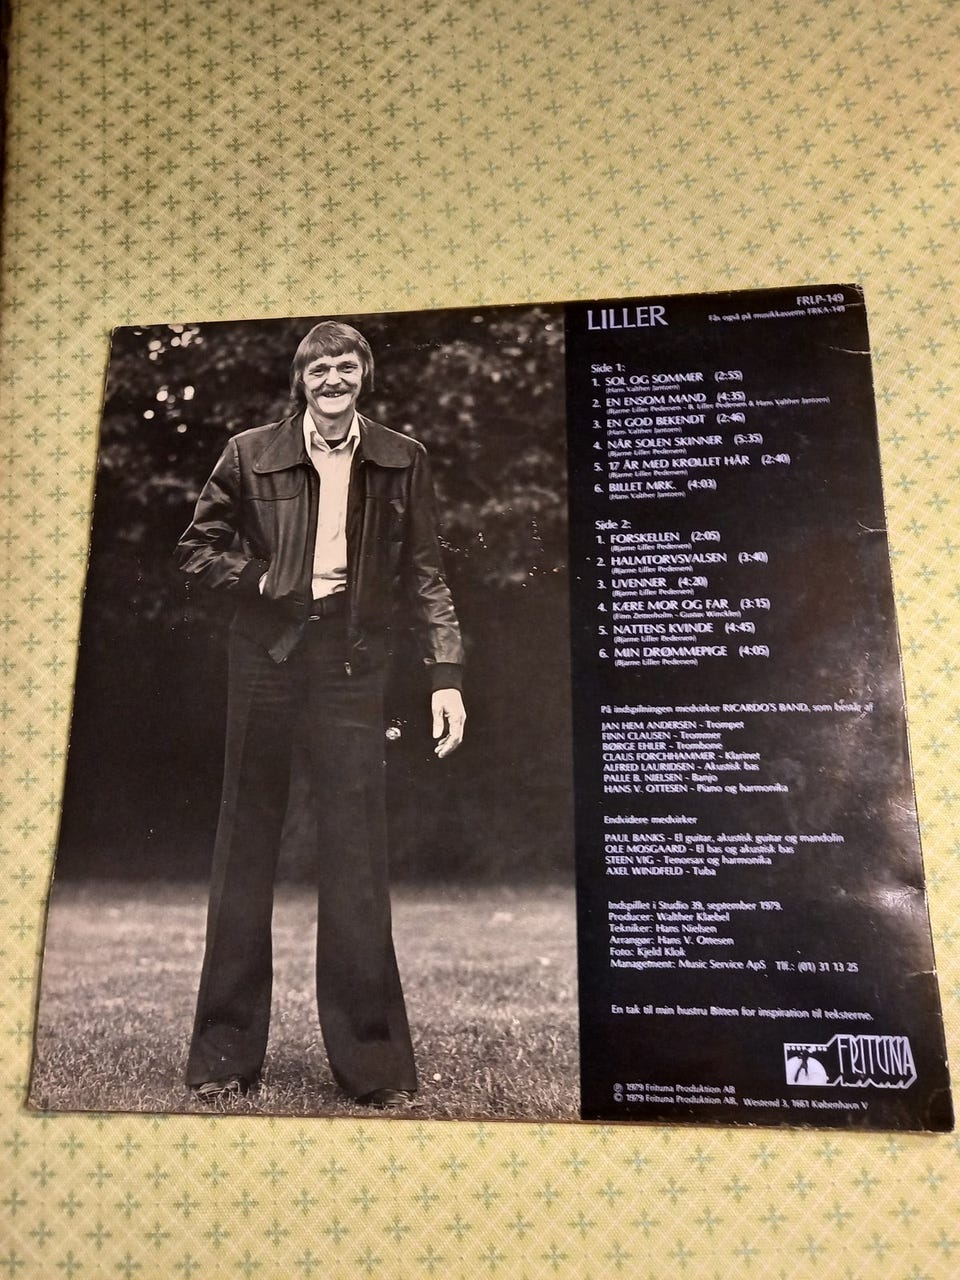 LILLER
FRLP-149
Fås også på musikkassette FRKA-149
Side 1:
1. SOL OG SOMMER (2:55)
(Hans Valther Jantzen)
2. EN ENSOM MAND (4:35)
(Bjarne Liller Pedersen - B. Liller Pedersen & Hans Valther Jantzen)
3. EN GOD BEKENDT (2:46)
(Hans Valther Jantzen)
4. NÅR SOLEN SKINNER (5:35)
(Bjarne Liller Pedersen)
5. 17 ÅR MED KRØLLET HÅR (2:40)
(Bjarne Liller Pedersen)
6. BILLET MRK. (4:03)
(Hans Valther Jantzen)
Side 2:
1. FORSKELLEN (2:05)
(Bjarne Liller Pedersen)
2. HALMTORVSVALSEN (3:40)
(Bjarne Liller Pedersen)
3. UVENNER (4:20)
(Bjarne Liller Pedersen)
4. KÆRE MOR OG FAR (3:15)
(Finn Zetterholm - Gustav Winckler)
5. NATTENS KVINDE (4:45)
(Bjarne Liller Pedersen)
6. MIN DRØMMEPIGE (4:05)
(Bjarne Liller Pedersen)
På indspilningen medvirker RICARDO'S BAND, som består af
JAN HEM ANDERSEN - Trompet
FINN CLAUSEN - Trommer
BØRGE EHLER - Trombone
CLAUS FORCHHAMMER - Klarinet
ALFRED LAURIDSEN - Akustisk bas
PALLE B. NIELSEN - Banjo
HANS V. OTTESEN - Piano og harmonika
Endvidere medvirker
PAUL BANKS - El guitar, akustisk guitar og mandolin
OLE MOSGAARD - El bas og akustisk bas
STEEN VIG - Tenorsax og harmonika
AXEL WINDFELD - Tuba
Indspillet i Studio 39, september 1979.
Producer: Walther Klæbel
Tekniker: Hans Nielsen
Arrangør: Hans V. Ottesen
Foto: Kjeld Klok
Management: Music Service ApS Tlf.: (01) 31 13 25
En tak til min hustru Bitten for inspiration til teksterne.
FRITUNA
℗ 1979 Frituna Produktion AB
© 1979 Frituna Produktion AB, Westend 3, 1661 København V